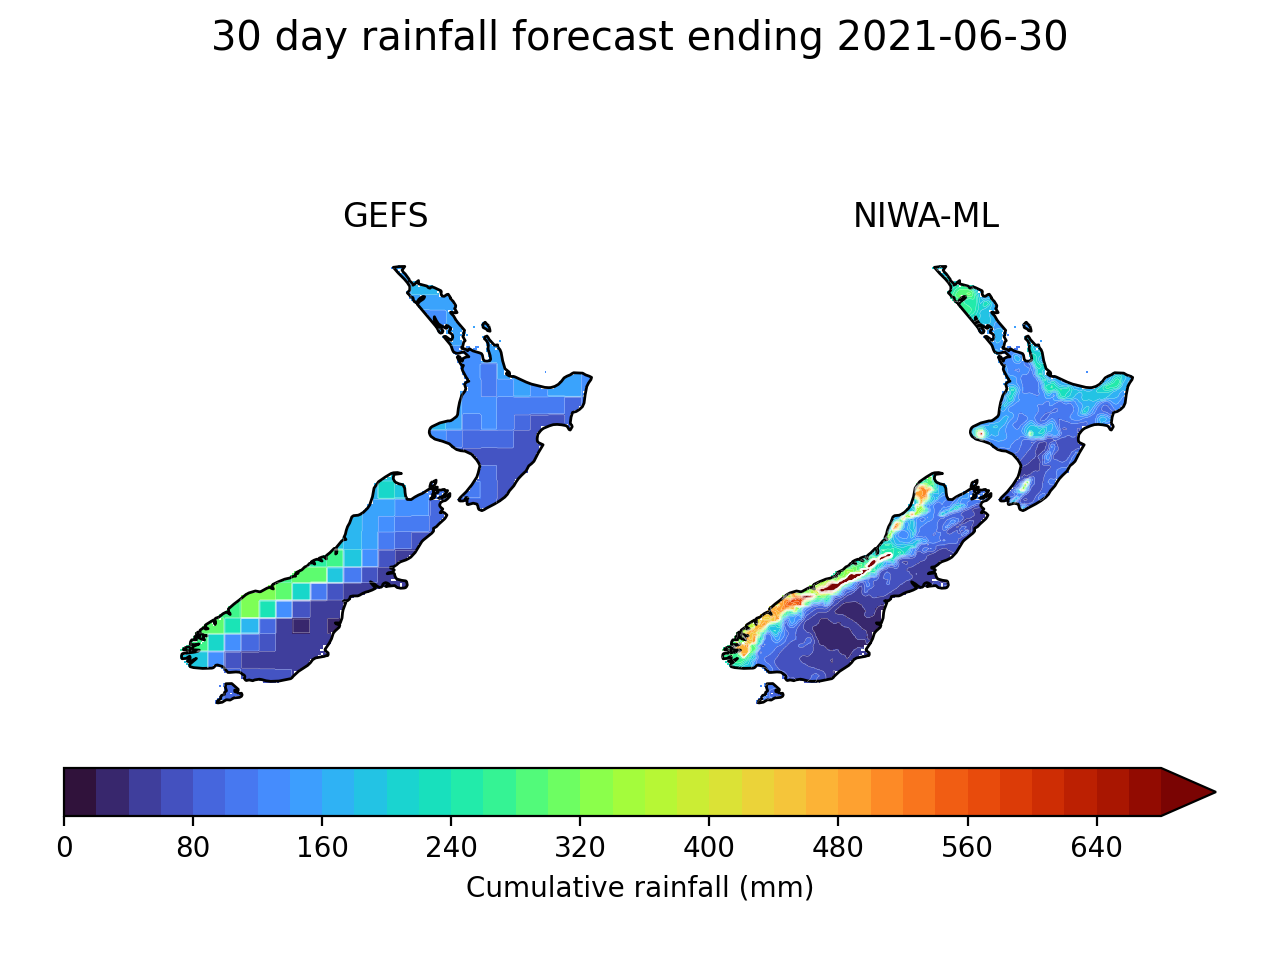 30 day rainfall forecast ending 2021-06-30
GEFS
NIWA-ML
0 80 160 240 320 400 480 560 640
Cumulative rainfall (mm)